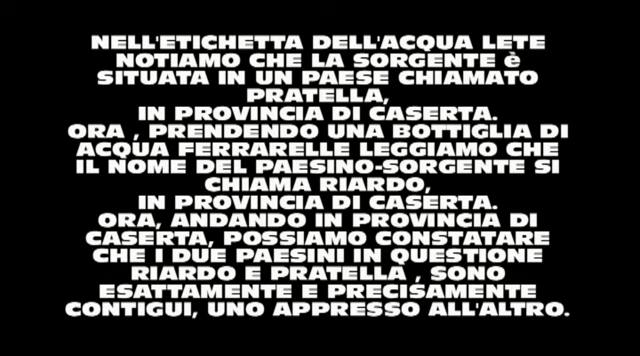 NELL'ETICHETTA DELL'ACQUA LETE
NOTIAMO CHE LA SORGENTE è
SITUATA IN UN PAESE CHIAMATO
PRATELLA,
IN PROVINCIA DI CASERTA.
ORA , PRENDENDO UNA BOTTIGLIA DI
ACQUA FERRARELLE LEGGIAMO CHE
IL NOME DEL PAESINO-SORGENTE SI
CHIAMA RIARDO,
IN PROVINCIA DI CASERTA.
ORA, ANDANDO IN PROVINCIA DI
CASERTA, POSSIAMO CONSTATARE
CHE I DUE PAESINI IN QUESTIONE
RIARDO E PRATELLA , SONO
ESATTAMENTE E PRECISAMENTE
CONTIGUI, UNO APPRESSO ALL'ALTRO.